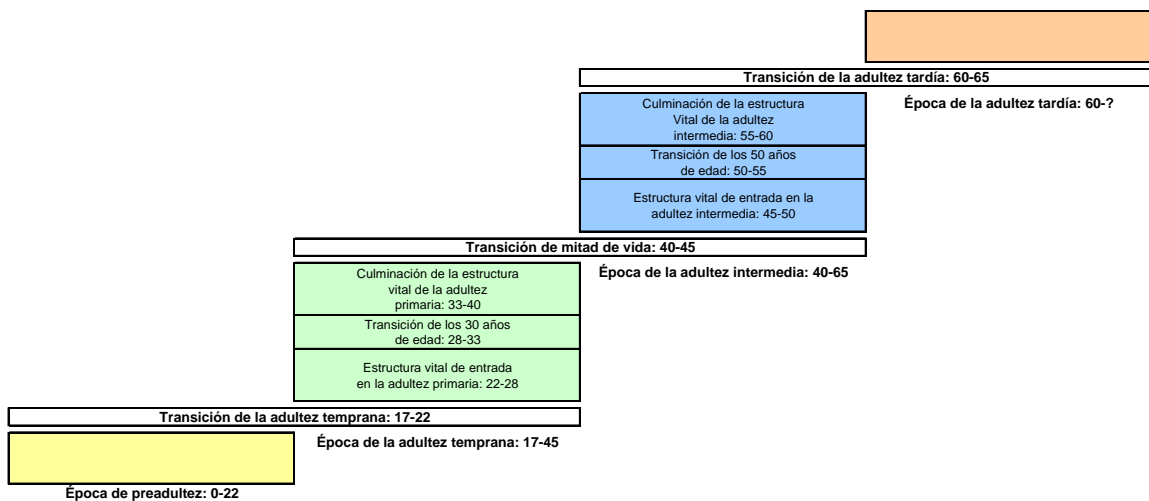 Transición de la adultez tardía: 60-65
Culminación de la estructura
Vital de la adultez
intermedia: 55-60
Época de la adultez tardía: 60-?
Transición de los 50 años
de edad: 50-55
Estructura vital de entrada en la
adultez intermedia: 45-50
Transición de mitad de vida: 40-45
Culminación de la estructura
vital de la adultez
primaria: 33-40
Época de la adultez intermedia: 40-65
Transición de los 30 años
de edad: 28-33
Estructura vital de entrada
en la adultez primaria: 22-28
Transición de la adultez temprana: 17-22
Época de la adultez temprana: 17-45
Época de preadultez: 0-22